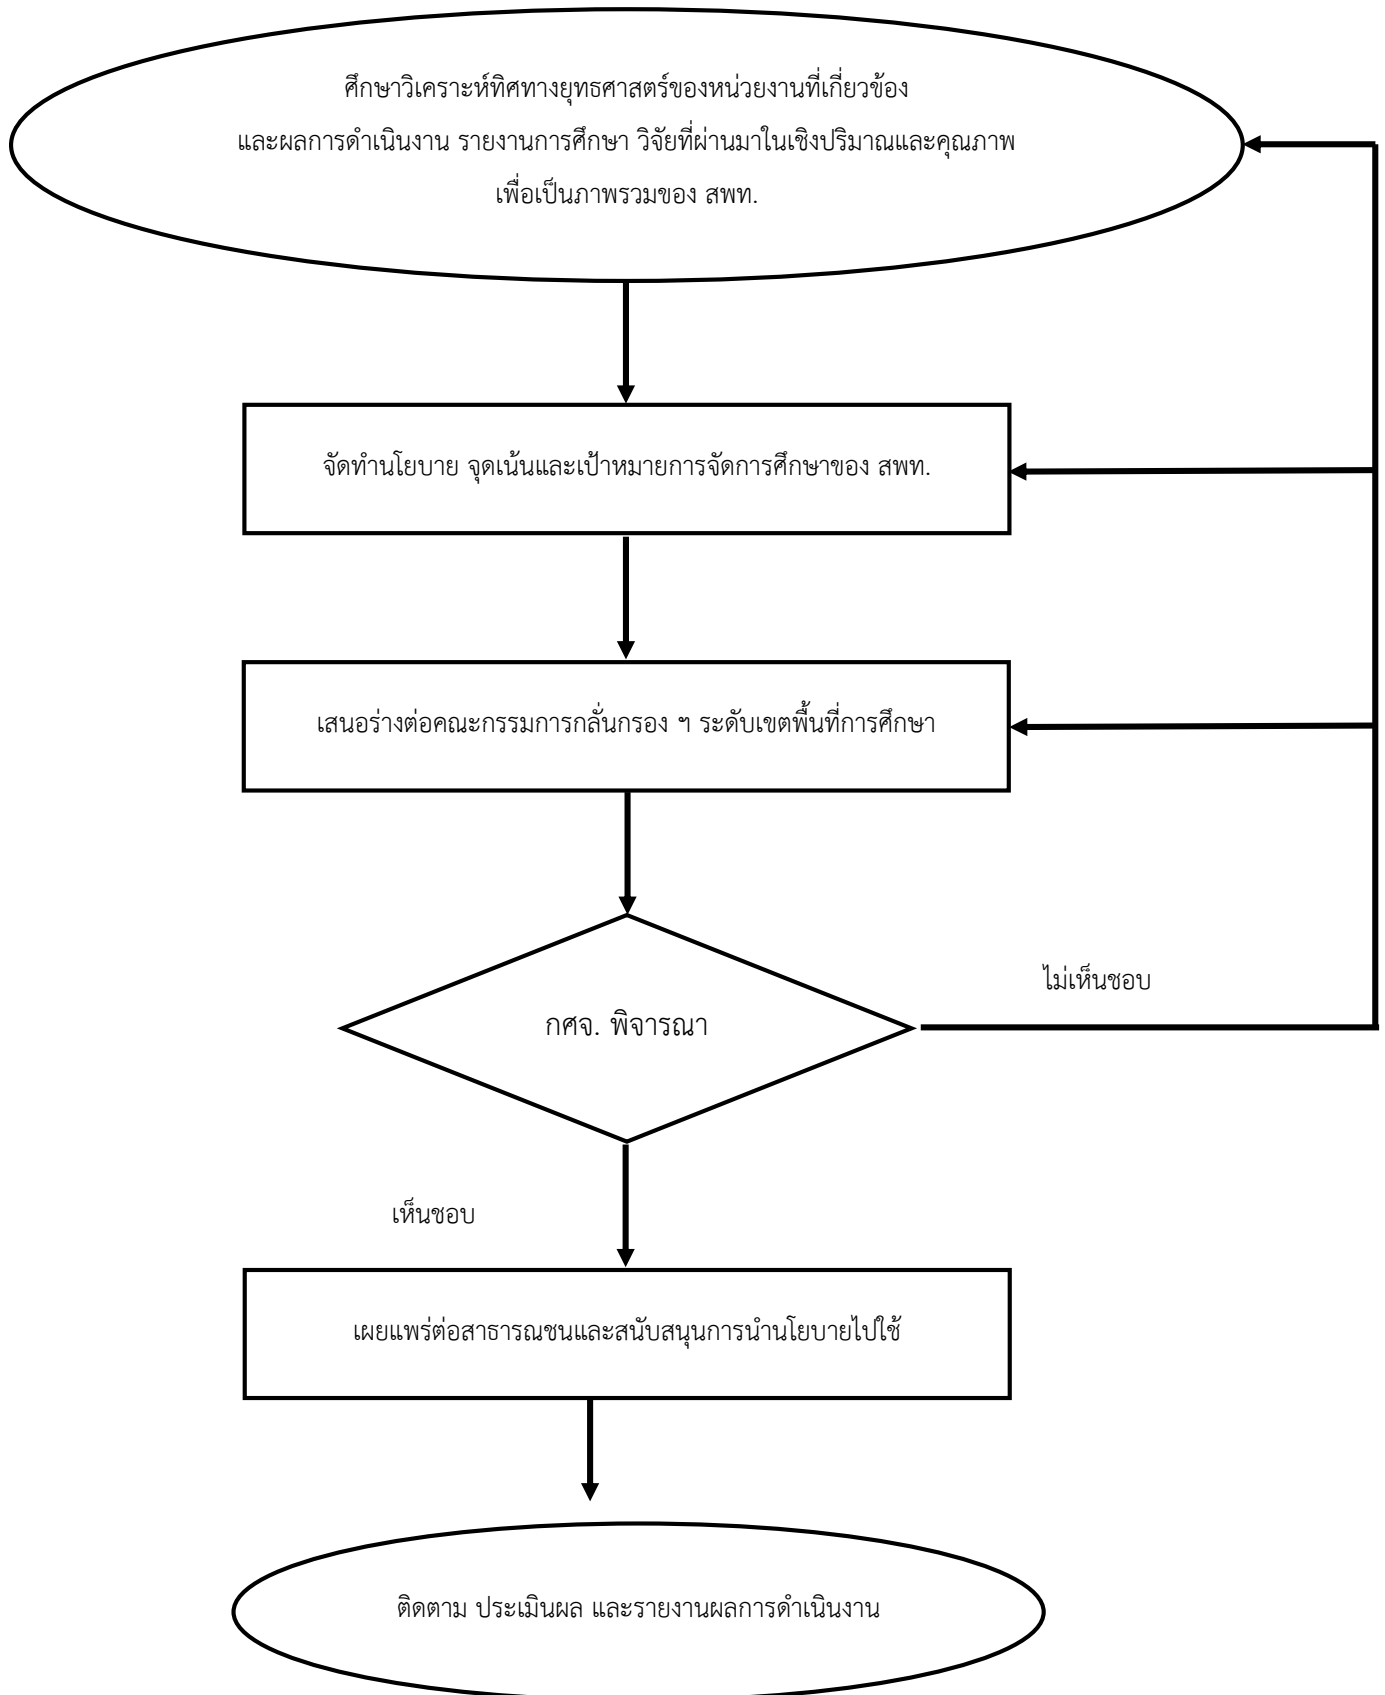 ศึกษาวิเคราะห์ทิศทางยุทธศาสตร์ของหน่วยงานที่เกี่ยวข้อง
และผลการดำเนินงาน รายงานการศึกษา วิจัยที่ผ่านมาในเชิงปริมาณและคุณภาพ
เพื่อเป็นภาพรวมของ สพท.
จัดทำนโยบาย จุดเน้นและเป้าหมายการจัดการศึกษาของ สพท.
เสนอร่างต่อคณะกรรมการกลั่นกรอง ฯ ระดับเขตพื้นที่การศึกษา
ไม่เห็นชอบ
กศจ. พิจารณา
เห็นชอบ
เผยแพร่ต่อสาธารณชนและสนับสนุนการนำนโยบายไปใช้
ติดตาม ประเมินผล และรายงานผลการดำเนินงาน